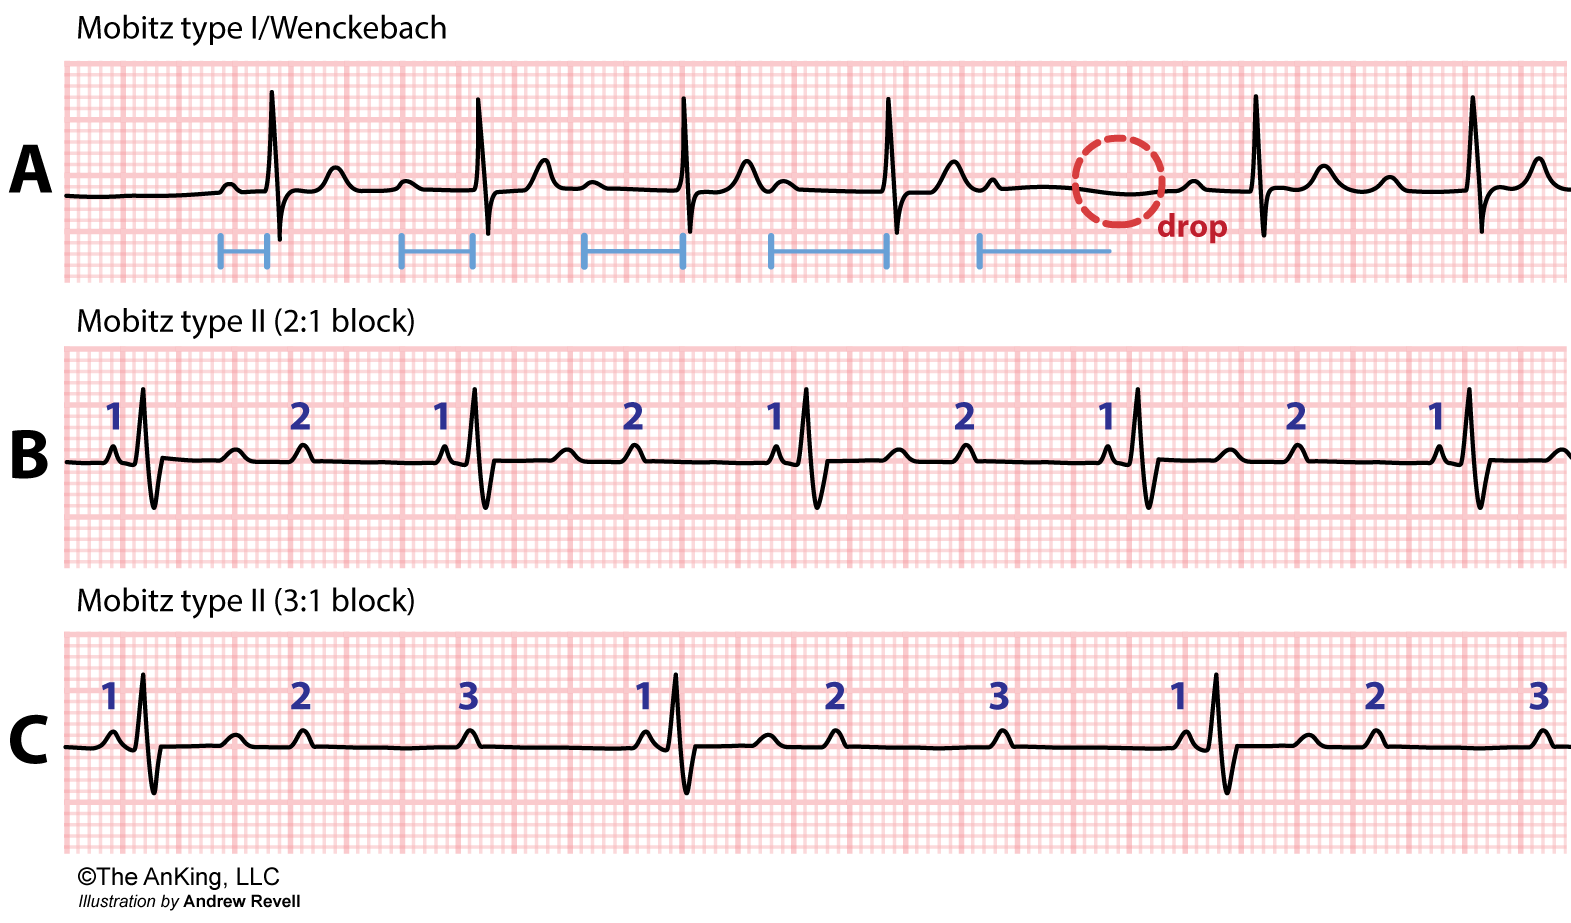 Mobitz type I/Wenckebach
A
drop
Mobitz type II (2:1 block)
1 2 1 2 1 2 1 2 1
B
Mobitz type II (3:1 block)
1 2 3 1 2 3 1 2 3
C
©The AnKing, LLC
Illustration by Andrew Revell